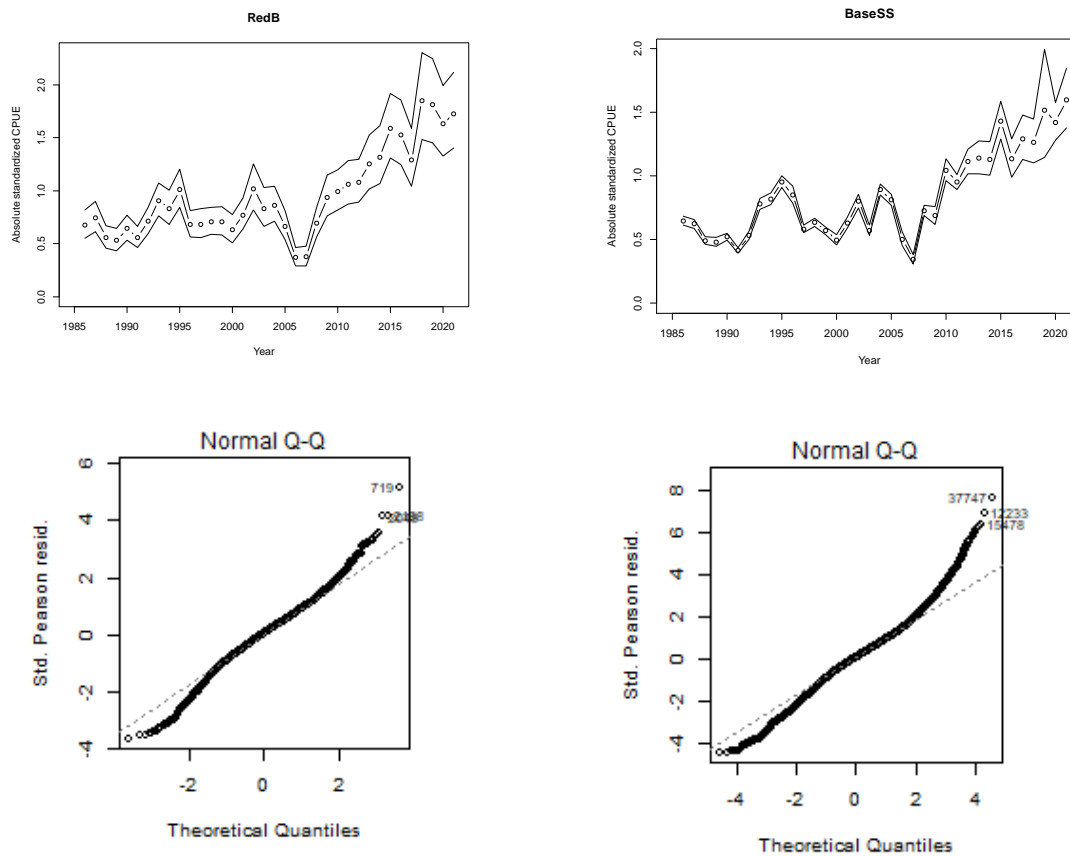 RedB
Absolute standardized CPUE
0.0 0.5 1.0 1.5 2.0
1985 1990 1995 2000 2005 2010 2015 2020
Year
BaseSS
Absolute standardized CPUE
0.0 0.5 1.0 1.5 2.0
1985 1990 1995 2000 2005 2010 2015 2020
Year
Normal Q-Q
Std. Pearson resid.
6
4
2
0
-2
-4
719
-2 0 2
Theoretical Quantiles
Normal Q-Q
Std. Pearson resid.
8
6
4
2
0
-2
-4
37747
12233
15478
-4 -2 0 2 4
Theoretical Quantiles